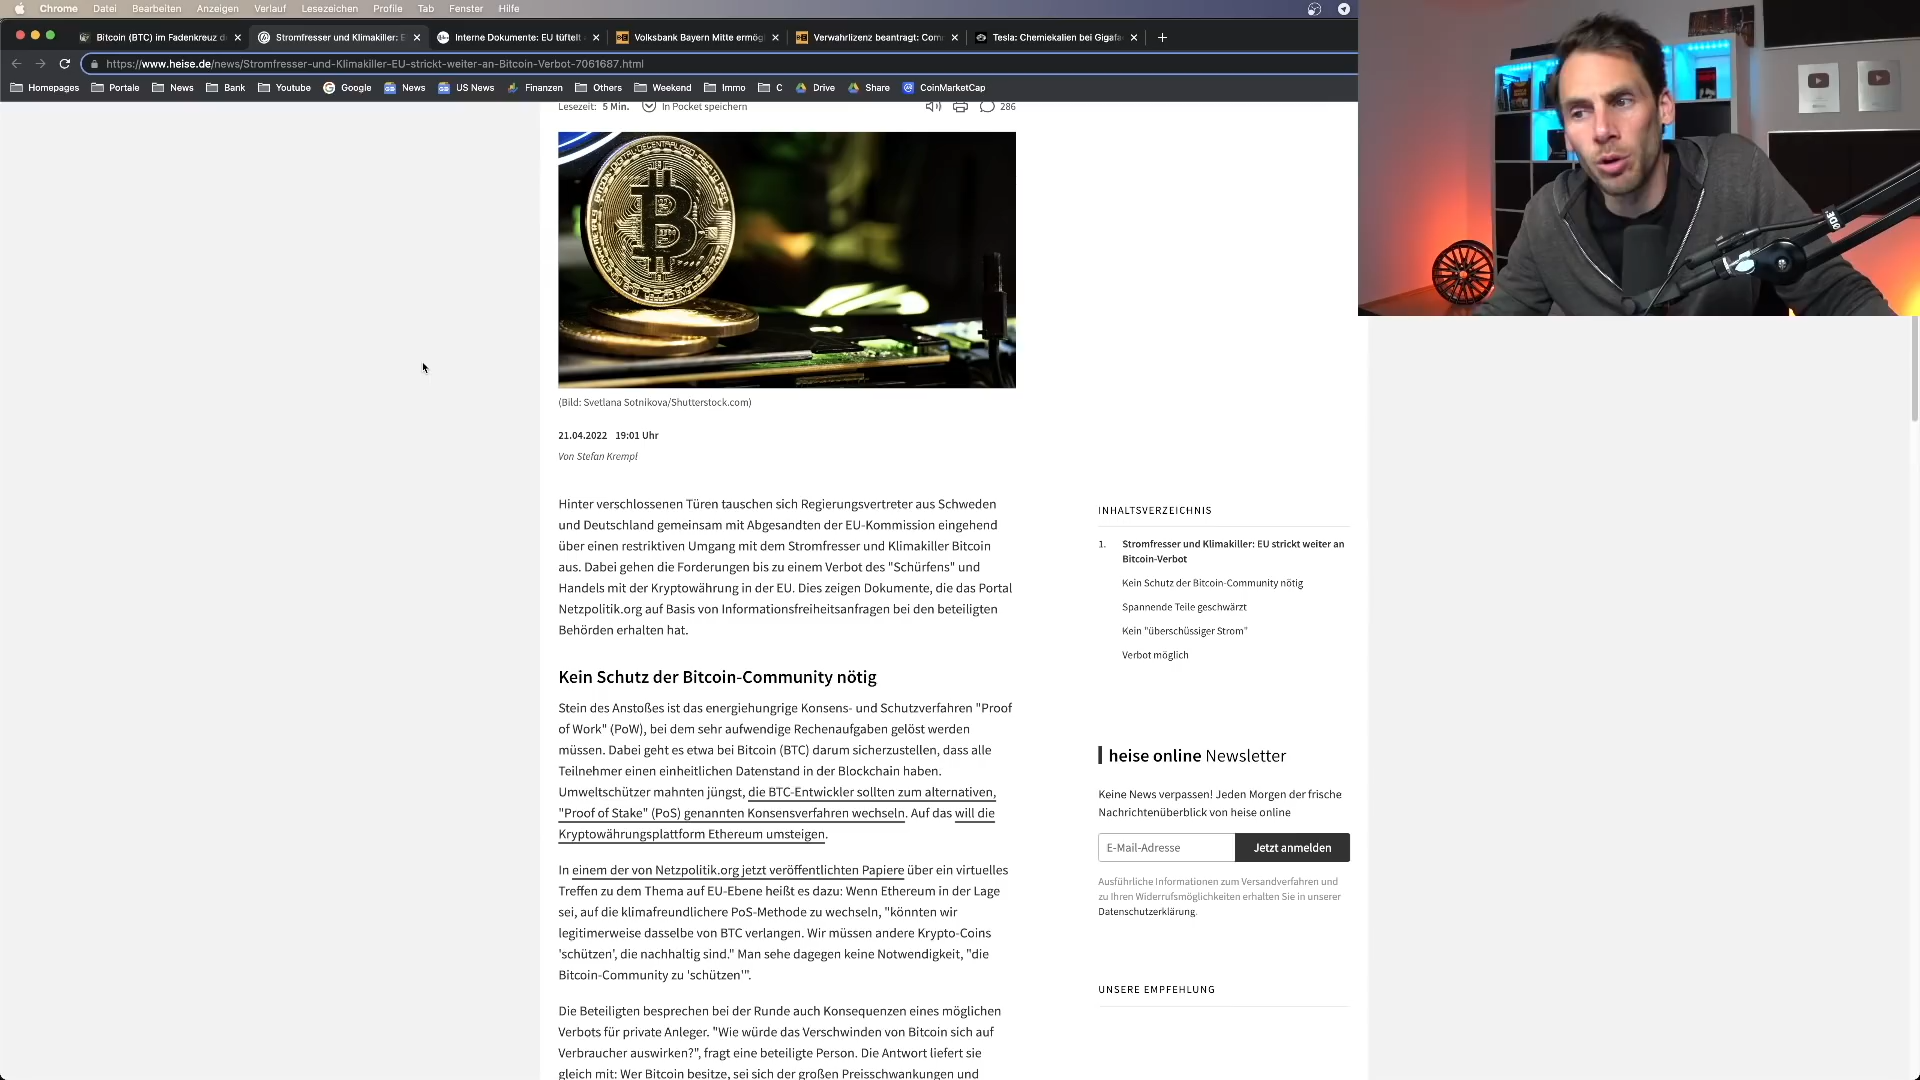 Chrome Datei Bearbeiten Anzeigen Verlauf Lesezeichen Profile Tab Fenster Hilfe
Bitcoin (BTC) im Fadenkreuz d
Stromfresser und Klimakiller: E
Interne Dokumente: EU tüftelt
Volksbank Bayern Mitte ermög
Verwahrlizenz beantragt: Com
Tesla: Chemiekalien bei Gigafa
https://www.heise.de/news/Stromfresser-und-Klimakiller-EU-strickt-weiter-an-Bitcoin-Verbot-7061687.html
Homepages Portale News Bank Youtube Google News US News Finanzen Others Weekend Immo C Drive Share CoinMarketCap
Lesezeit: 5 Min. In Pocket speichern 286
(Bild: Svetlana Sotnikova/Shutterstock.com)
21.04.2022 19:01 Uhr
Von Stefan Krempl
Hinter verschlossenen Türen tauschen sich Regierungsvertreter aus Schweden
und Deutschland gemeinsam mit Abgesandten der EU-Kommission eingehend
über einen restriktiven Umgang mit dem Stromfresser und Klimakiller Bitcoin
aus. Dabei gehen die Forderungen bis zu einem Verbot des "Schürfens" und
Handels mit der Kryptowährung in der EU. Dies zeigen Dokumente, die das Portal
Netzpolitik.org auf Basis von Informationsfreiheitsanfragen bei den beteiligten
Behörden erhalten hat.
Kein Schutz der Bitcoin-Community nötig
Stein des Anstoßes ist das energiehungrige Konsens- und Schutzverfahren "Proof
of Work" (PoW), bei dem sehr aufwendige Rechenaufgaben gelöst werden
müssen. Dabei geht es etwa bei Bitcoin (BTC) darum sicherzustellen, dass alle
Teilnehmer einen einheitlichen Datenstand in der Blockchain haben.
Umweltschützer mahnten jüngst, die BTC-Entwickler sollten zum alternativen,
"Proof of Stake" (PoS) genannten Konsensverfahren wechseln. Auf das will die
Kryptowährungsplattform Ethereum umsteigen.
In einem der von Netzpolitik.org jetzt veröffentlichten Papiere über ein virtuelles
Treffen zu dem Thema auf EU-Ebene heißt es dazu: Wenn Ethereum in der Lage
sei, auf die klimafreundlichere PoS-Methode zu wechseln, "könnten wir
legitimerweise dasselbe von BTC verlangen. Wir müssen andere Krypto-Coins
'schützen', die nachhaltig sind." Man sehe dagegen keine Notwendigkeit, "die
Bitcoin-Community zu 'schützen'".
Die Beteiligten besprechen bei der Runde auch Konsequenzen eines möglichen
Verbots für private Anleger. "Wie würde das Verschwinden von Bitcoin sich auf
Verbraucher auswirken?", fragt eine beteiligte Person. Die Antwort liefert sie
gleich mit: Wer Bitcoin besitze, sei sich der großen Preisschwankungen und
INHALTSVERZEICHNIS
1. Stromfresser und Klimakiller: EU strickt weiter an
Bitcoin-Verbot
Kein Schutz der Bitcoin-Community nötig
Spannende Teile geschwärzt
Kein "überschüssiger Strom"
Verbot möglich
heise online Newsletter
Keine News verpassen! Jeden Morgen der frische
Nachrichtenüberblick von heise online
E-Mail-Adresse Jetzt anmelden
Ausführliche Informationen zum Versandverfahren und
zu Ihren Widerrufsmöglichkeiten erhalten Sie in unserer
Datenschutzerklärung.
UNSERE EMPFEHLUNG